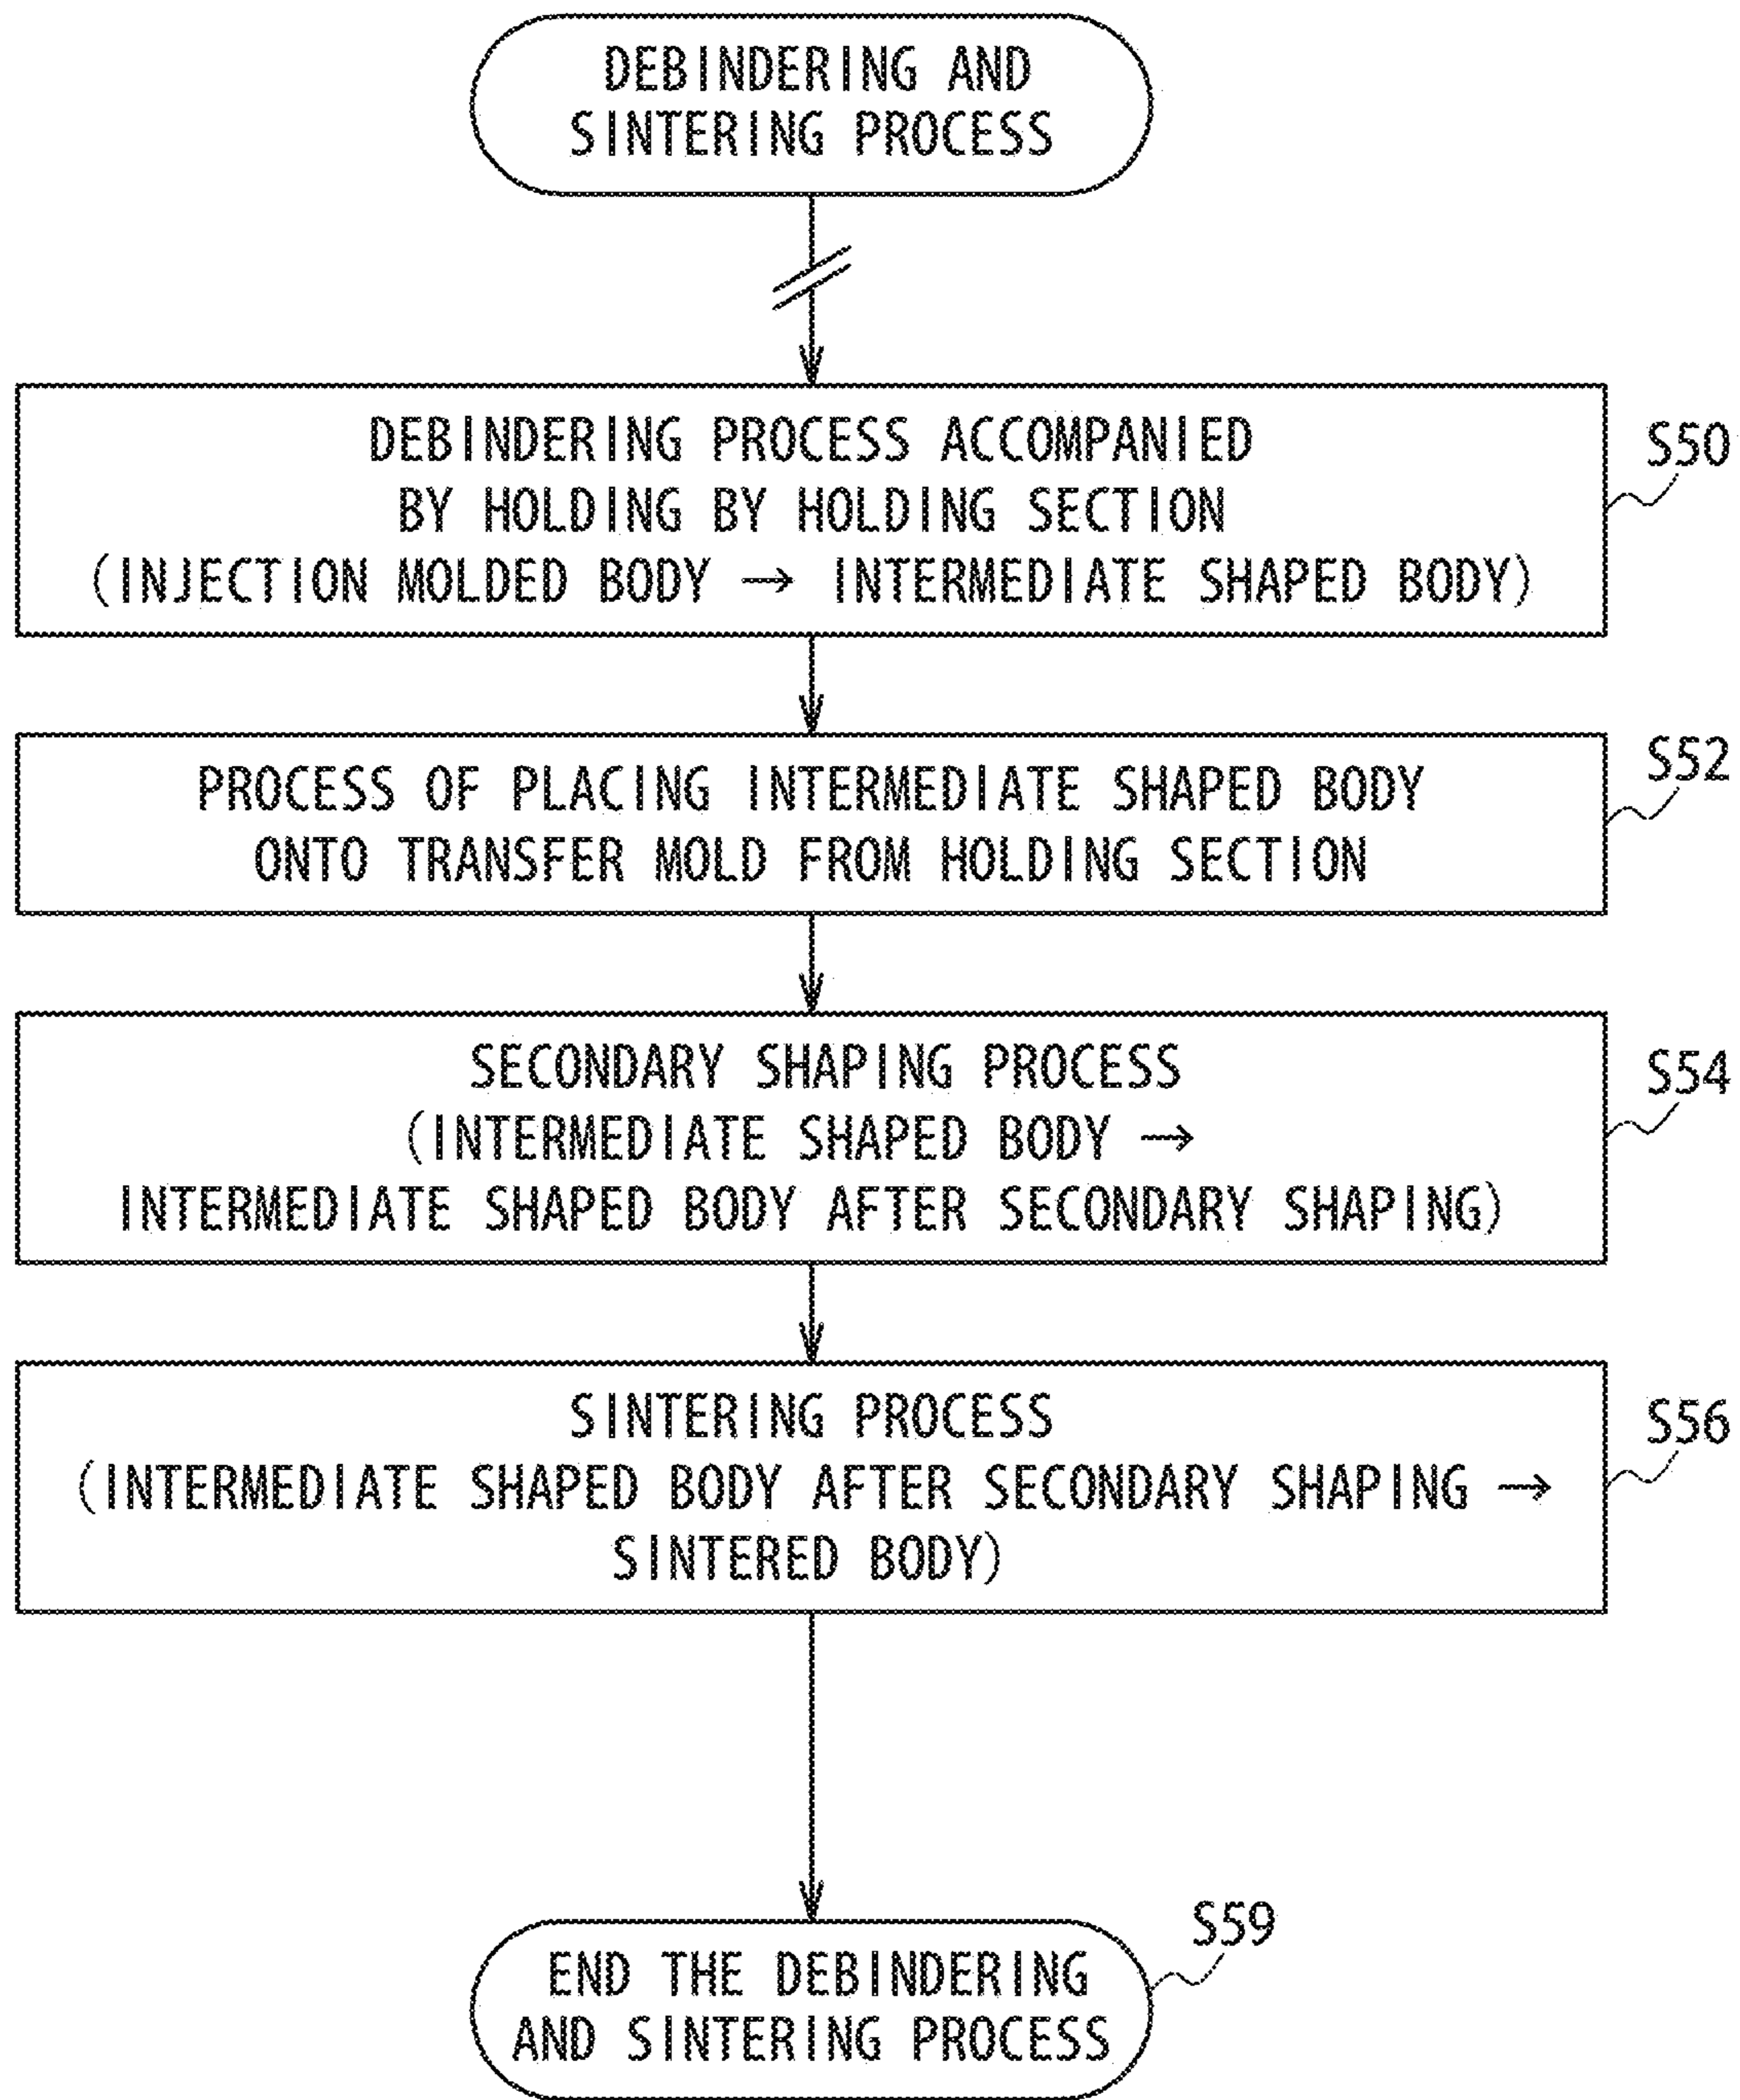 DEBINDERING AND
SINTERING PROCESS
DEBINDERING PROCESS ACCOMPANIED
BY HOLDING BY HOLDING SECTION
(INJECTION MOLDED BODY → INTERMEDIATE SHAPED BODY)
S50
PROCESS OF PLACING INTERMEDIATE SHAPED BODY
ONTO TRANSFER MOLD FROM HOLDING SECTION
S52
SECONDARY SHAPING PROCESS
(INTERMEDIATE SHAPED BODY →
INTERMEDIATE SHAPED BODY AFTER SECONDARY SHAPING)
S54
SINTERING PROCESS
(INTERMEDIATE SHAPED BODY AFTER SECONDARY SHAPING →
SINTERED BODY)
S56
END THE DEBINDERING
AND SINTERING PROCESS
S59